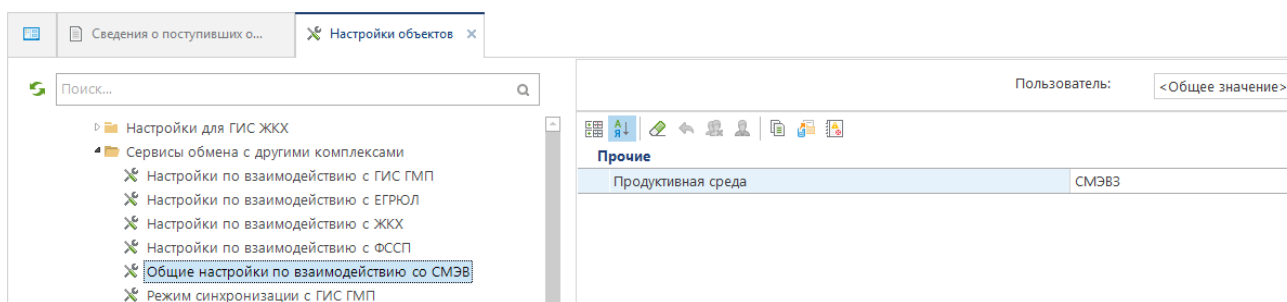 Сведения о поступивших о...
Настройки объектов
Поиск...
Пользователь:
<Общее значение>
Настройки для ГИС ЖКХ
Сервисы обмена с другими комплексами
Настройки по взаимодействию с ГИС ГМП
Настройки по взаимодействию с ЕГРЮЛ
Настройки по взаимодействию с ЖКХ
Настройки по взаимодействию с ФССП
Общие настройки по взаимодействию со СМЭВ
Режим синхронизации с ГИС ГМП
Прочие
Продуктивная среда
СМЭВ3